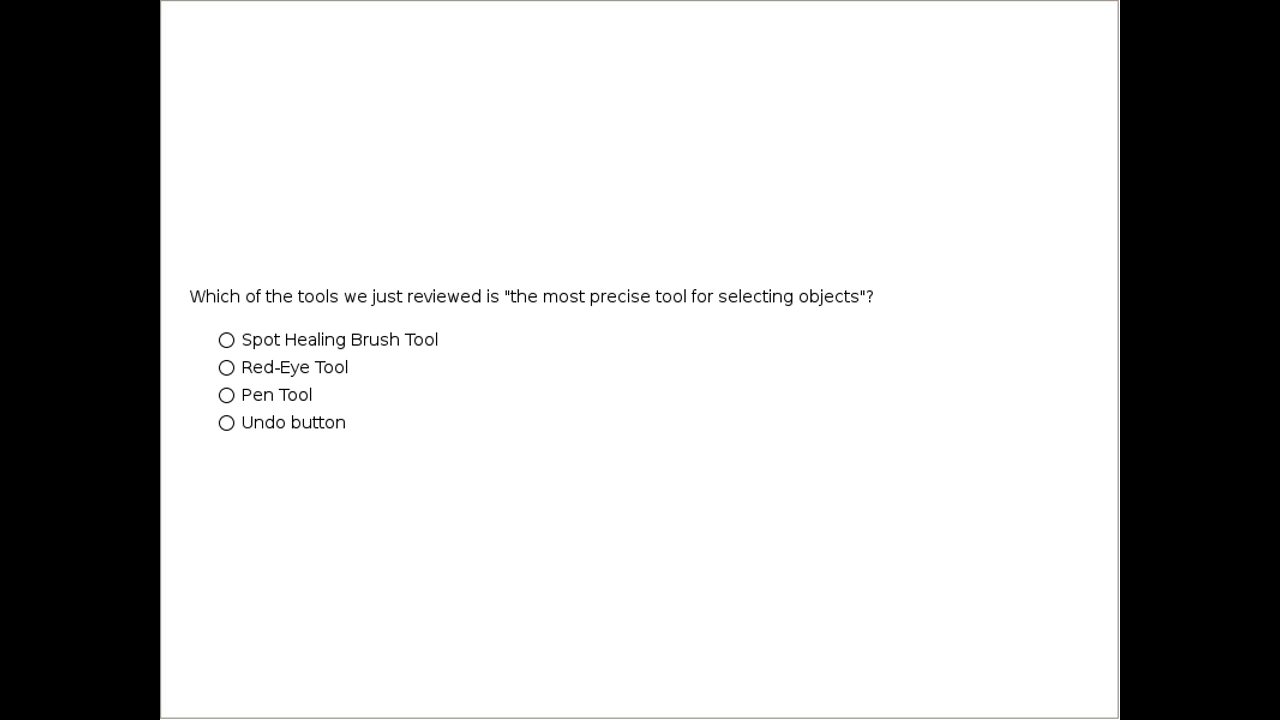 Which of the tools we just reviewed is "the most precise tool for selecting objects"?
Spot Healing Brush Tool
Red-Eye Tool
Pen Tool
Undo button